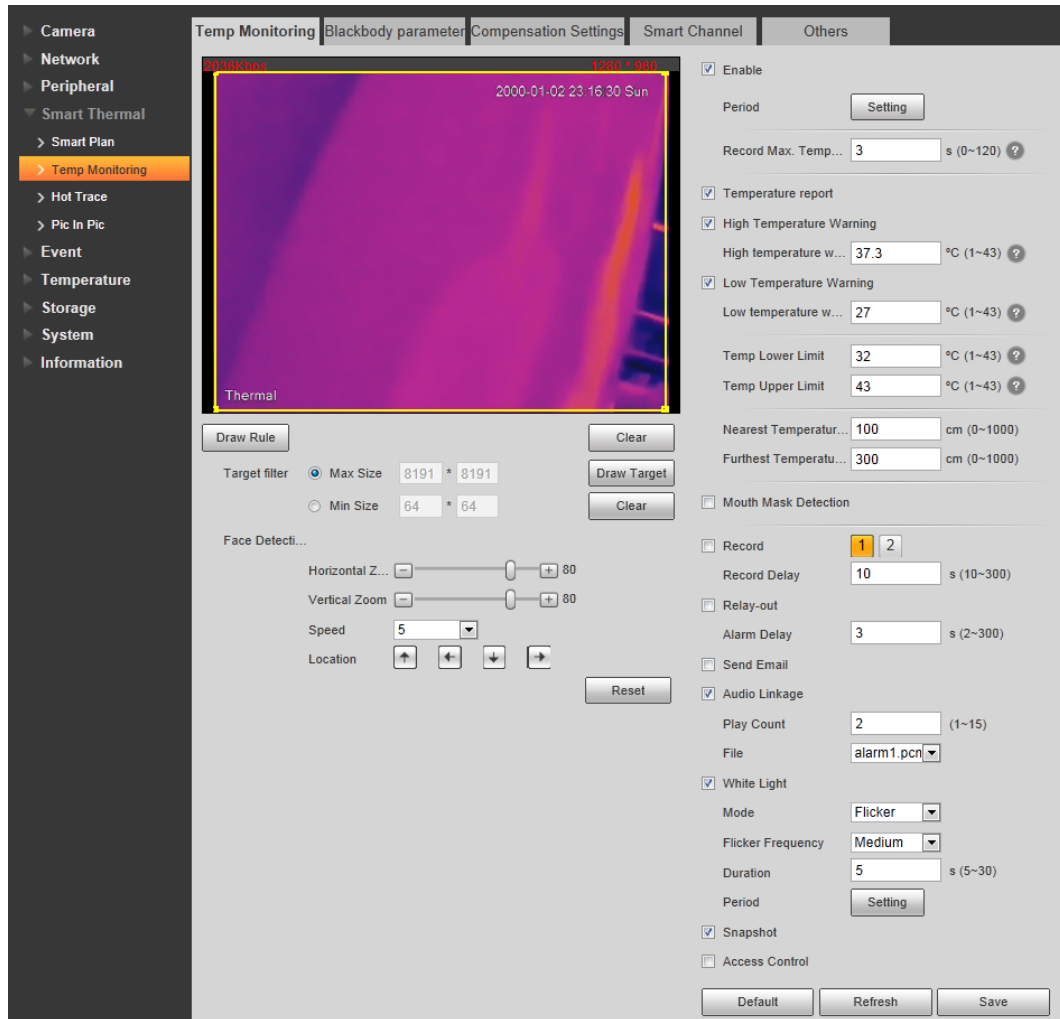 Camera
Network
Peripheral
Smart Thermal
Smart Plan
Temp Monitoring
Hot Trace
Pic In Pic
Event
Temperature
Storage
System
Information
Temp Monitoring Blackbody parameter Compensation Settings Smart Channel Others
2036Kbps 1280 * 960
2000-01-02 23:16:30 Sun
Thermal
Draw Rule Clear
Target filter Max Size 8191 * 8191 Draw Target
Min Size 64 * 64 Clear
Face Detecti...
Horizontal Z... 80
Vertical Zoom 80
Speed 5
Location
Reset
Enable
Period Setting
Record Max. Temp... 3 s (0~120) ?
Temperature report
High Temperature Warning
High temperature w... 37.3 °C (1~43) ?
Low Temperature Warning
Low temperature w... 27 °C (1~43) ?
Temp Lower Limit 32 °C (1~43) ?
Temp Upper Limit 43 °C (1~43) ?
Nearest Temperatur... 100 cm (0~1000)
Furthest Temperatu... 300 cm (0~1000)
Mouth Mask Detection
Record 1 2
Record Delay 10 s (10~300)
Relay-out
Alarm Delay 3 s (2~300)
Send Email
Audio Linkage
Play Count 2 (1~15)
File alarm1.pcm
White Light
Mode Flicker
Flicker Frequency Medium
Duration 5 s (5~30)
Period Setting
Snapshot
Access Control
Default Refresh Save